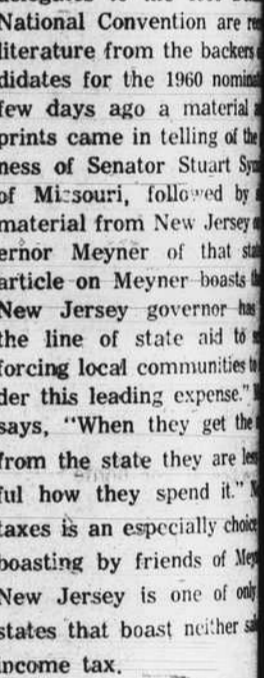 National Convention are re
literature from the backers
didates for the 1960 nomina
few days ago a material
prints came in telling of the
ness of Senator Stuart Sym
of Missouri, followed by
material from New Jersey
ernor Meyner of that sta
article on Meyner boasts
New Jersey governor has
the line of state aid to
forcing local communities to
der this leading expense."
says, "When they get the
from the state they are les
ful how they spend it."
taxes is an especially choice
boasting by friends of Mey
New Jersey is one of only
states that boast neither sal
income tax.